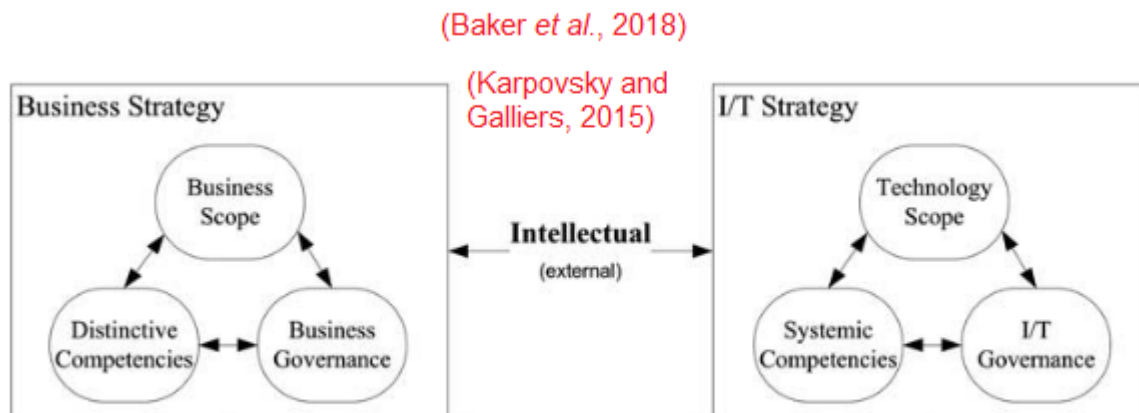 (Baker et al., 2018)
(Karpovsky and
Galliers, 2015)
Business Strategy
Business
Scope
Distinctive
Competencies
Business
Governance
Intellectual
(external)
I/T Strategy
Technology
Scope
Systemic
Competencies
I/T
Governance